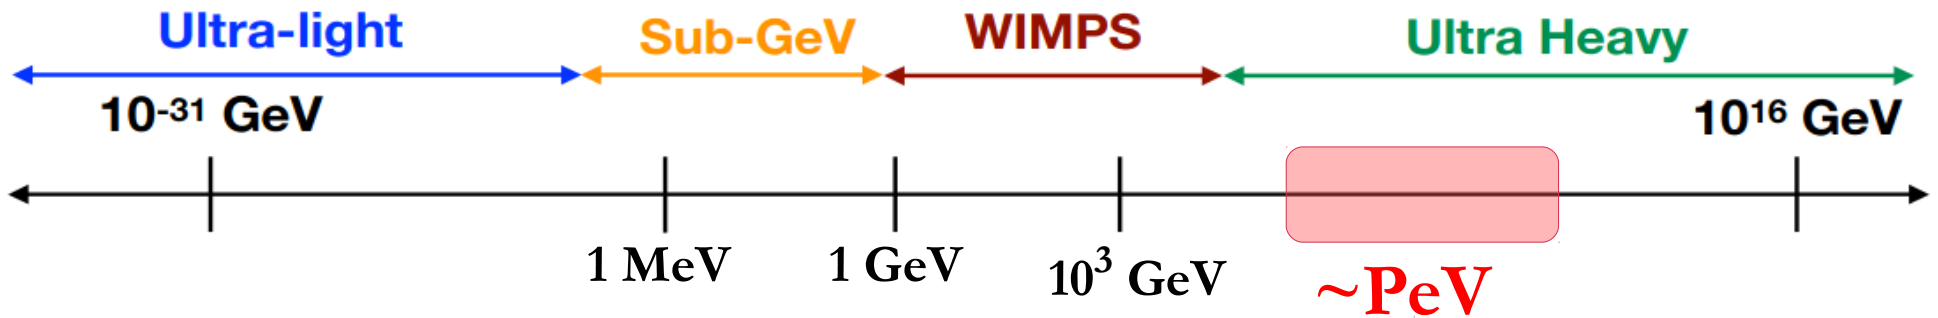 Ultra-light Sub-GeV WIMPS Ultra Heavy
10⁻³¹ GeV 10¹⁶ GeV
1 MeV 1 GeV 10³ GeV ~PeV